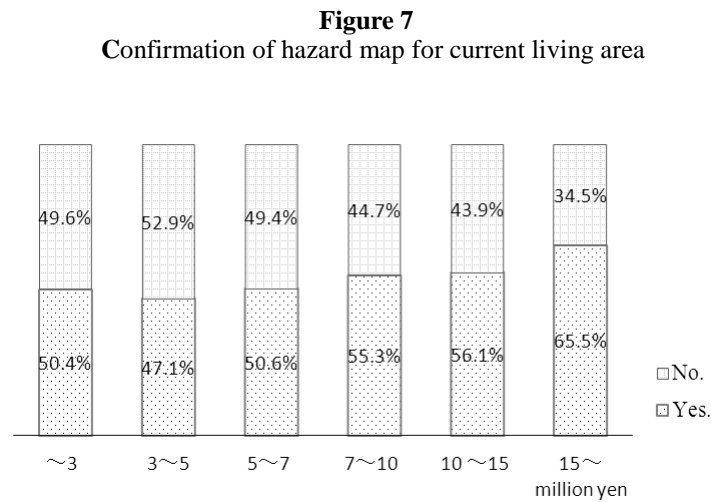 Figure 7
Confirmation of hazard map for current living area
49.6% 52.9% 49.4% 44.7% 43.9% 34.5%
50.4% 47.1% 50.6% 55.3% 56.1% 65.5%
No.
Yes.
～3 3～5 5～7 7～10 10～15 15～
million yen